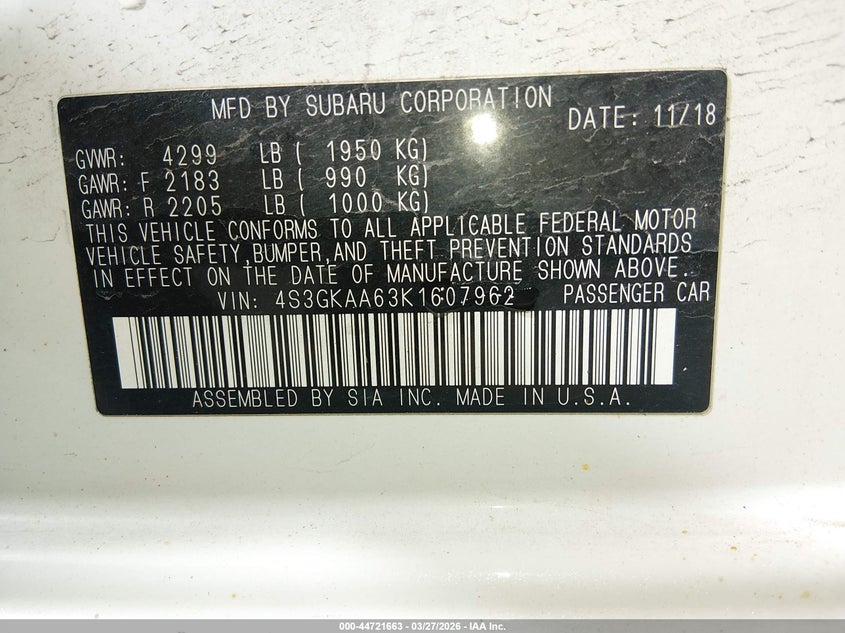 MFD BY SUBARU CORPORATION
DATE: 11/18
GVWR: 4299 LB ( 1950 KG)
GAWR: F 2183 LB ( 990 KG)
GAWR: R 2205 LB ( 1000 KG)
THIS VEHICLE CONFORMS TO ALL APPLICABLE FEDERAL MOTOR
VEHICLE SAFETY,BUMPER,AND THEFT PREVENTION STANDARDS
IN EFFECT ON THE DATE OF MANUFACTURE SHOWN ABOVE.
VIN: 4S3GKAA63K1607962 PASSENGER CAR
ASSEMBLED BY SIA INC. MADE IN U.S.A.
000-44721663 - 03/27/2026 - IAA Inc.